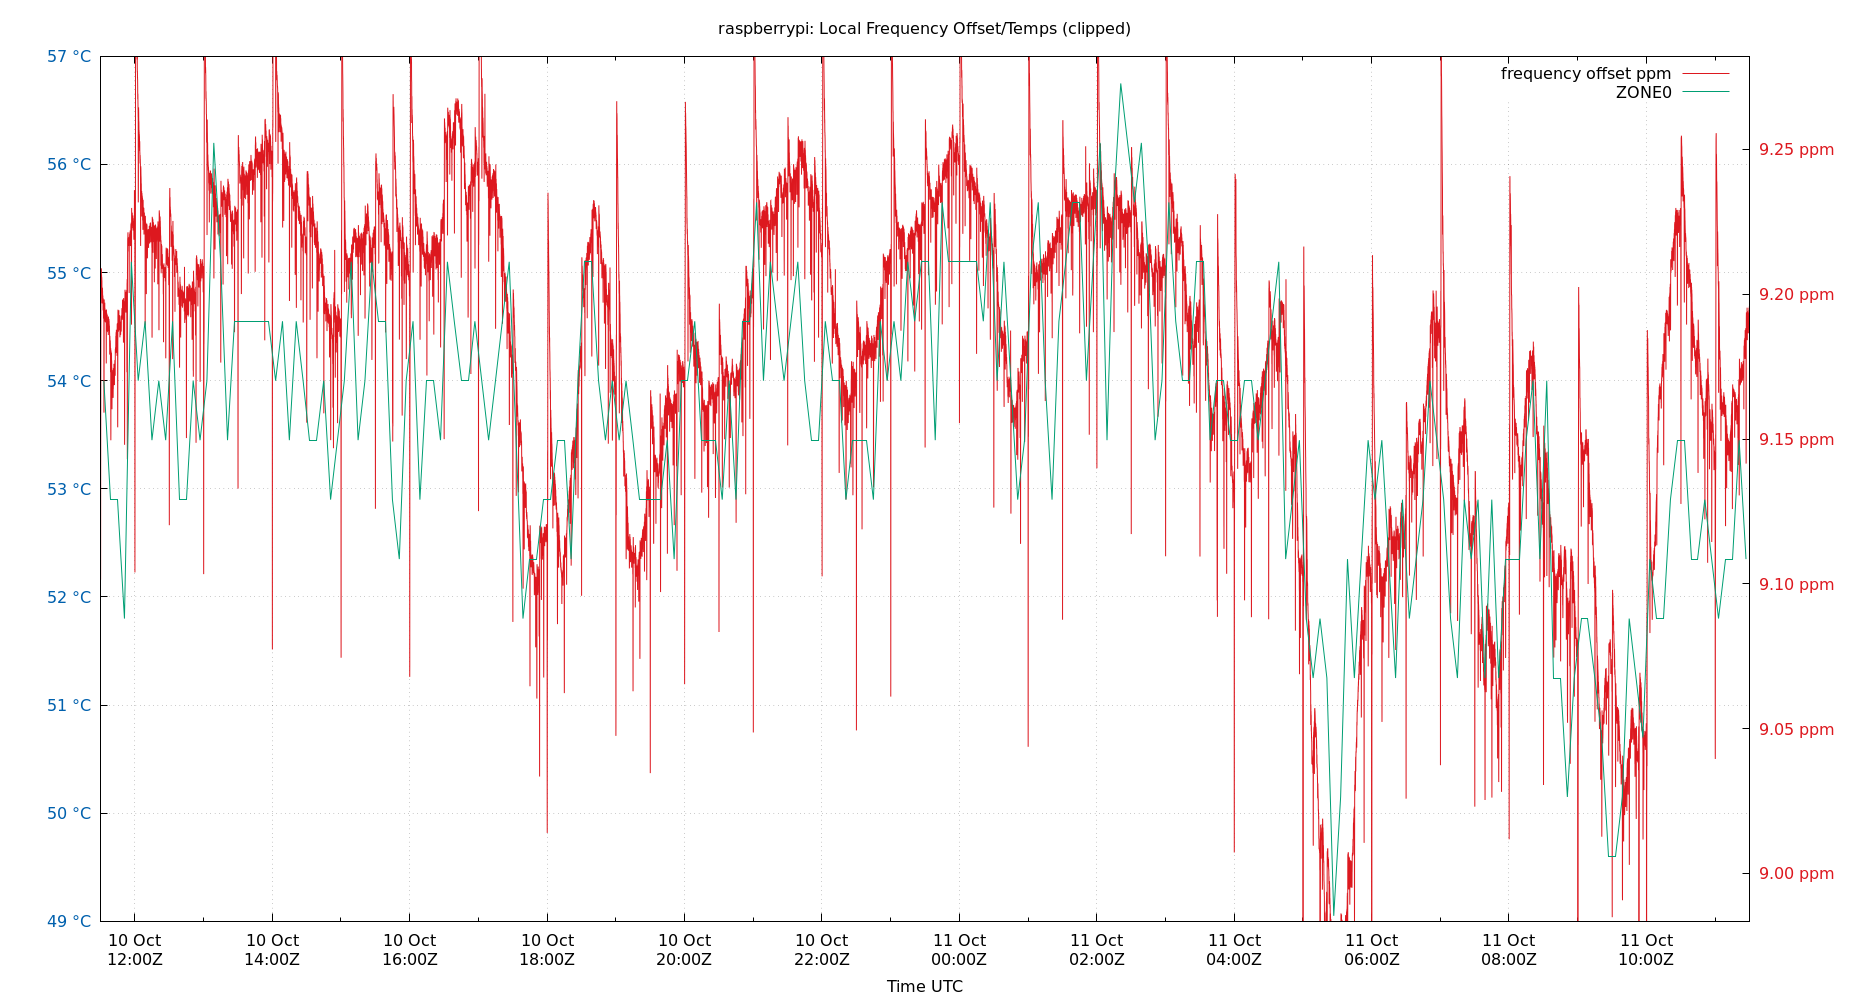 raspberrypi: Local Frequency Offset/Temps (clipped)
frequency offset ppm
ZONE0
57 °C
56 °C
55 °C
54 °C
53 °C
52 °C
51 °C
50 °C
49 °C
9.25 ppm
9.20 ppm
9.15 ppm
9.10 ppm
9.05 ppm
9.00 ppm
10 Oct 10 Oct 10 Oct 10 Oct 10 Oct 10 Oct 11 Oct 11 Oct 11 Oct 11 Oct 11 Oct 11 Oct
12:00Z 14:00Z 16:00Z 18:00Z 20:00Z 22:00Z 00:00Z 02:00Z 04:00Z 06:00Z 08:00Z 10:00Z
Time UTC